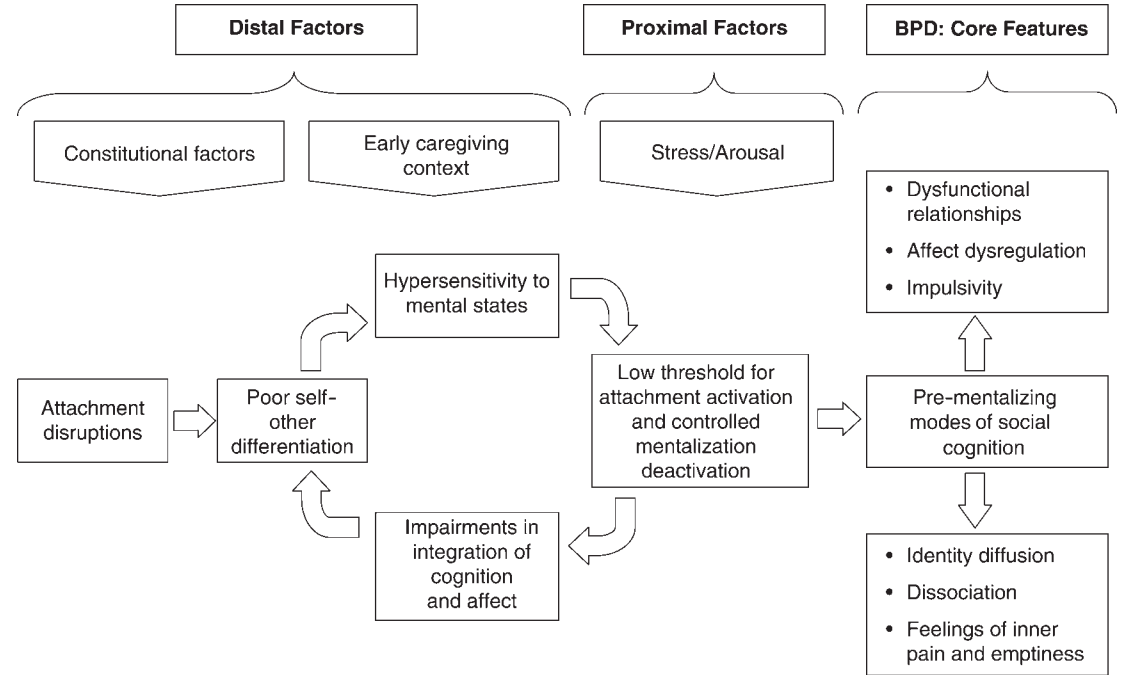 Distal Factors
Proximal Factors
BPD: Core Features
Constitutional factors
Early caregiving
context
Stress/Arousal
• Dysfunctional
relationships
• Affect dysregulation
• Impulsivity
Hypersensitivity to
mental states
Attachment
disruptions
Poor self–
other
differentiation
Low threshold for
attachment activation
and controlled
mentalization
deactivation
Pre-mentalizing
modes of social
cognition
Impairments in
integration of
cognition
and affect
• Identity diffusion
• Dissociation
• Feelings of inner
pain and emptiness